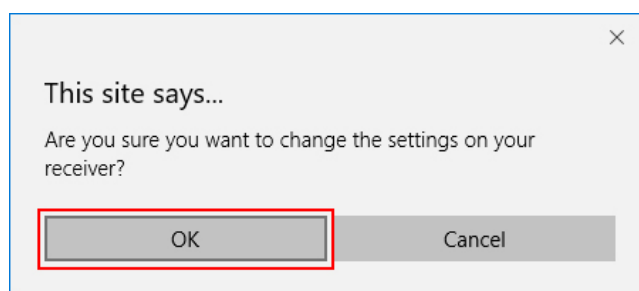 This site says...
Are you sure you want to change the settings on your
receiver?
OK
Cancel